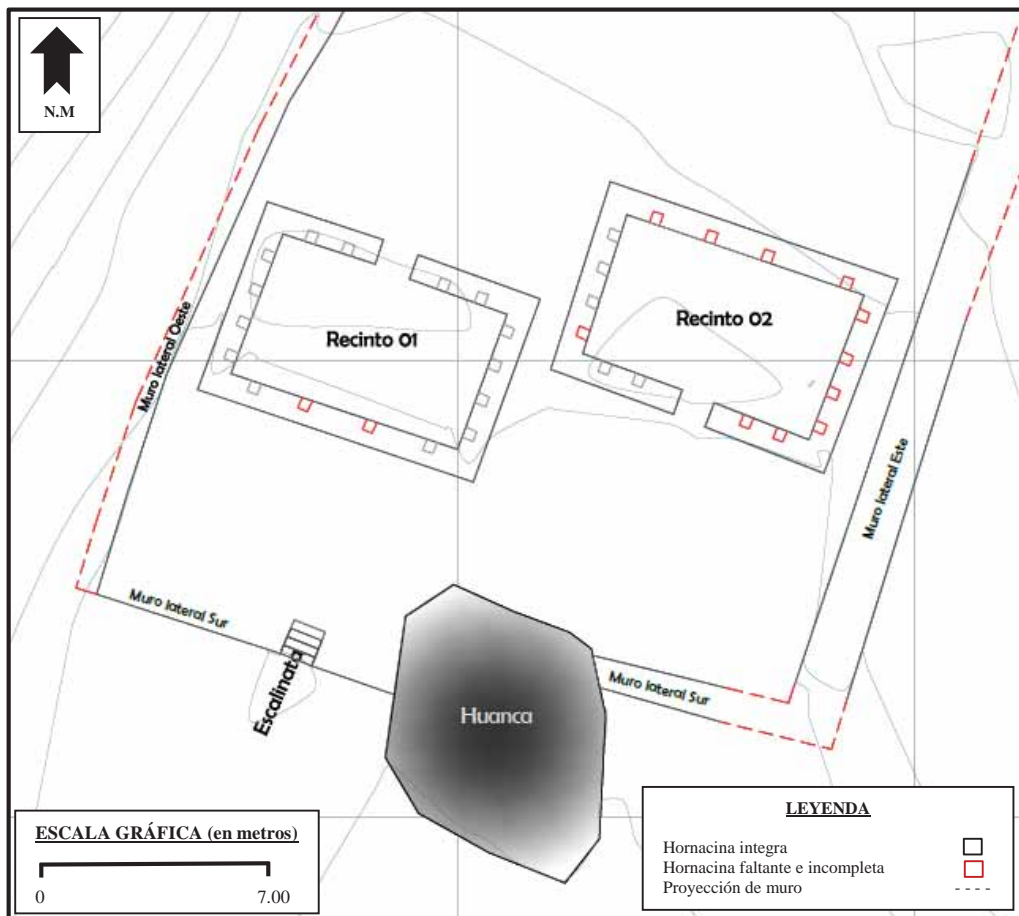 N.M
Recinto 01
Recinto 02
Muro lateral Oeste
Muro lateral Este
Muro lateral Sur
Escalinata
Muro lateral Sur
Huanca
ESCALA GRÁFICA (en metros)
0 7.00
LEYENDA
Hornacina integra
Hornacina faltante e incompleta
Proyección de muro